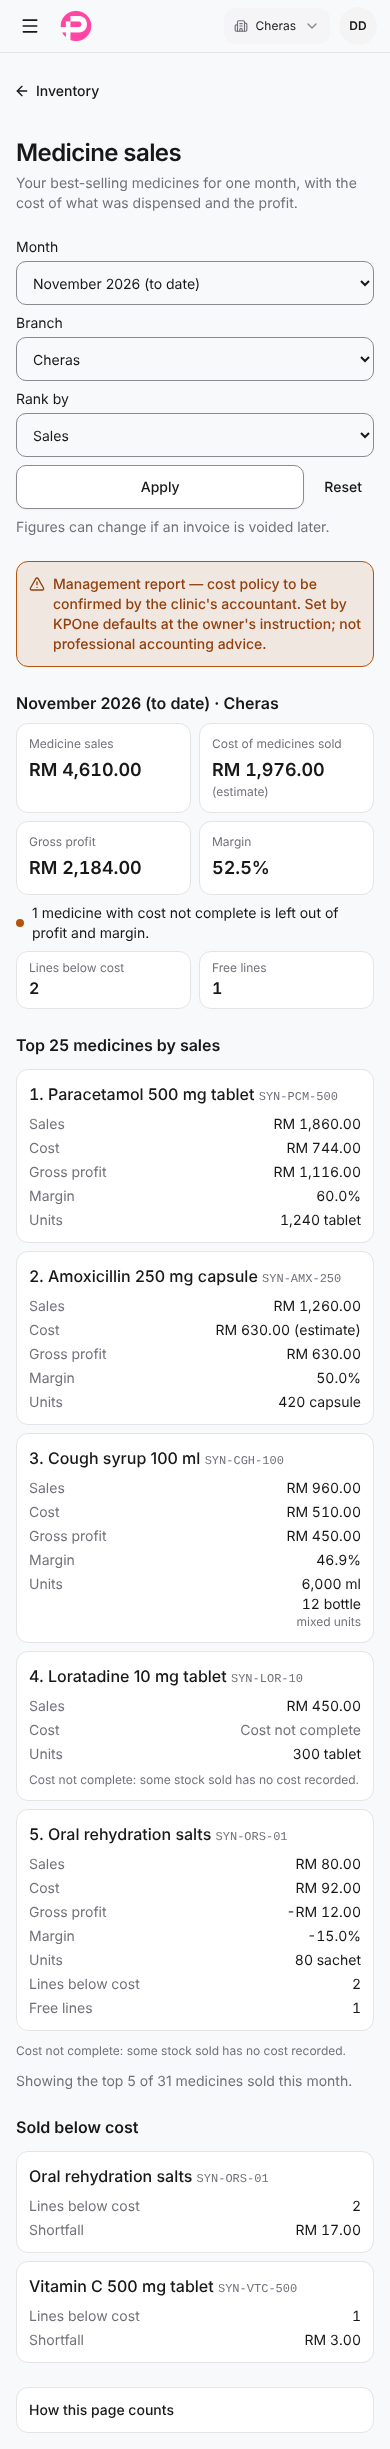 Cheras
DD
Inventory
Medicine sales
Your best-selling medicines for one month, with the
cost of what was dispensed and the profit.
Month
November 2026 (to date)
Branch
Cheras
Rank by
Sales
Apply
Reset
Figures can change if an invoice is voided later.
Management report — cost policy to be
confirmed by the clinic's accountant. Set by
KPOne defaults at the owner's instruction; not
professional accounting advice.
November 2026 (to date) · Cheras
Medicine sales
RM 4,610.00
Cost of medicines sold
RM 1,976.00
(estimate)
Gross profit
RM 2,184.00
Margin
52.5%
1 medicine with cost not complete is left out of
profit and margin.
Lines below cost
2
Free lines
1
Top 25 medicines by sales
1. Paracetamol 500 mg tablet SYN-PCM-500
Sales RM 1,860.00
Cost RM 744.00
Gross profit RM 1,116.00
Margin 60.0%
Units 1,240 tablet
2. Amoxicillin 250 mg capsule SYN-AMX-250
Sales RM 1,260.00
Cost RM 630.00 (estimate)
Gross profit RM 630.00
Margin 50.0%
Units 420 capsule
3. Cough syrup 100 ml SYN-CGH-100
Sales RM 960.00
Cost RM 510.00
Gross profit RM 450.00
Margin 46.9%
Units 6,000 ml
12 bottle
mixed units
4. Loratadine 10 mg tablet SYN-LOR-10
Sales RM 450.00
Cost Cost not complete
Units 300 tablet
Cost not complete: some stock sold has no cost recorded.
5. Oral rehydration salts SYN-ORS-01
Sales RM 80.00
Cost RM 92.00
Gross profit -RM 12.00
Margin -15.0%
Units 80 sachet
Lines below cost 2
Free lines 1
Cost not complete: some stock sold has no cost recorded.
Showing the top 5 of 31 medicines sold this month.
Sold below cost
Oral rehydration salts SYN-ORS-01
Lines below cost 2
Shortfall RM 17.00
Vitamin C 500 mg tablet SYN-VTC-500
Lines below cost 1
Shortfall RM 3.00
How this page counts